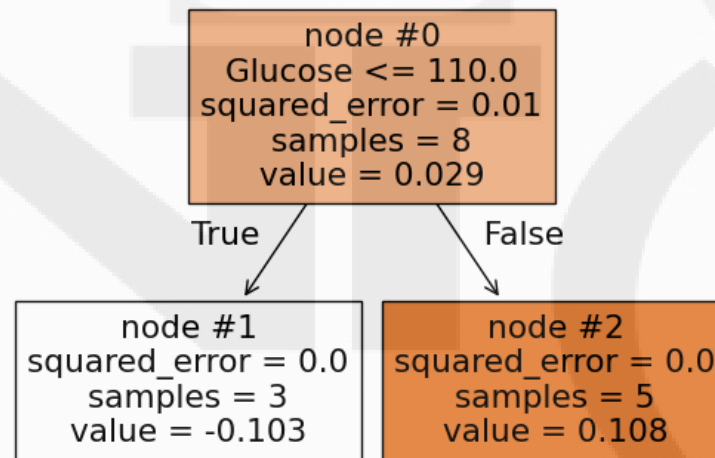 node #0
Glucose <= 110.0
squared_error = 0.01
samples = 8
value = 0.029
True
False
node #1
squared_error = 0.0
samples = 3
value = -0.103
node #2
squared_error = 0.0
samples = 5
value = 0.108